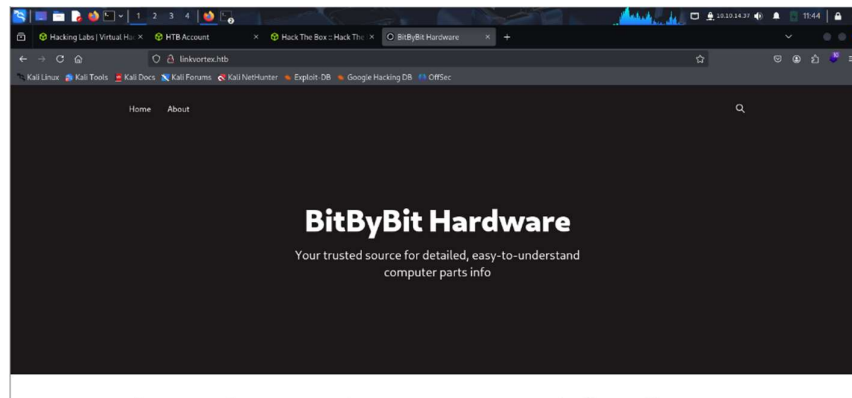 1 2 3 4
10.10.14.37
11:44
Hacking Labs | Virtual Hac
HTB Account
Hack The Box :: Hack The
BitByBit Hardware
linkvortex.htb
Kali Linux
Kali Tools
Kali Docs
Kali Forums
Kali NetHunter
Exploit-DB
Google Hacking DB
OffSec
Home About
BitByBit Hardware
Your trusted source for detailed, easy-to-understand
computer parts info